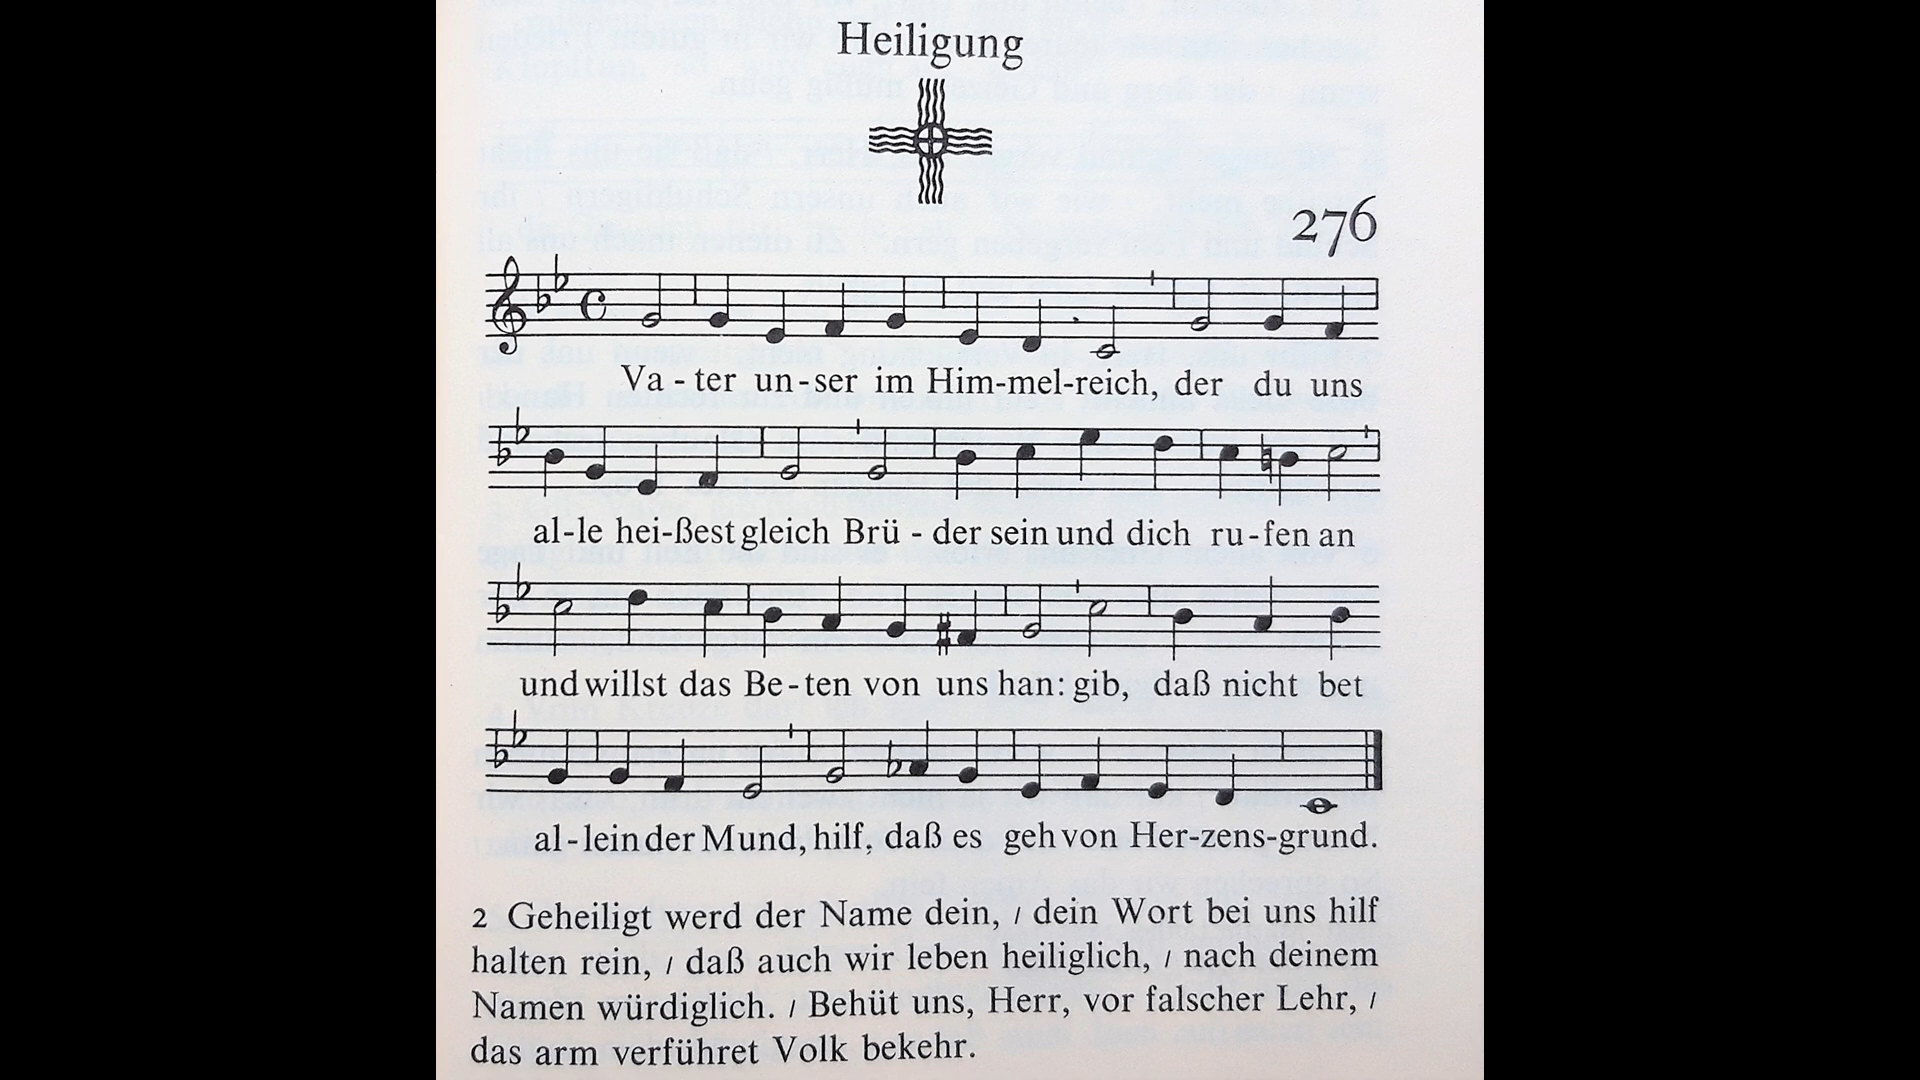 Heiligung
276
Va - ter un-ser im Him-mel-reich, der du uns
al-le hei-ßest gleich Brü - der sein und dich ru-fen an
und willst das Be-ten von uns han: gib, daß nicht bet
al-lein der Mund, hilf, daß es geh von Her-zens-grund.
2 Geheiligt werd der Name dein, / dein Wort bei uns hilf
halten rein, / daß auch wir leben heiliglich, / nach deinem
Namen würdiglich. / Behüt uns, Herr, vor falscher Lehr, /
das arm verführet Volk bekehr.